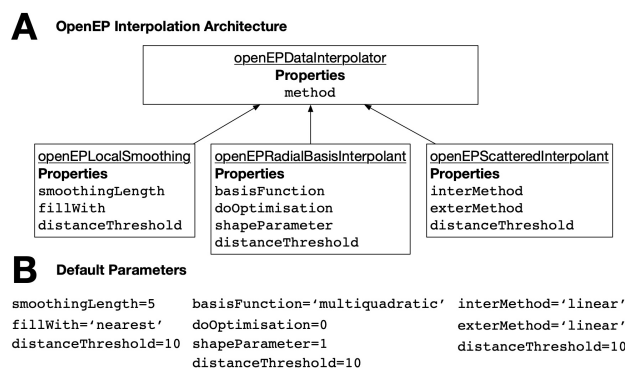 A OpenEP Interpolation Architecture
openEPDataInterpolator
Properties
method
openEPLocalSmoothing
Properties
smoothingLength
fillWith
distanceThreshold
openEPRadialBasisInterpolant
Properties
basisFunction
doOptimisation
shapeParameter
distanceThreshold
openEPScatteredInterpolant
Properties
interMethod
exterMethod
distanceThreshold
B Default Parameters
smoothingLength=5
fillWith=‘nearest’
distanceThreshold=10
basisFunction=‘multiquadratic’
doOptimisation=0
shapeParameter=1
distanceThreshold=10
interMethod=‘linear’
exterMethod=‘linear’
distanceThreshold=10